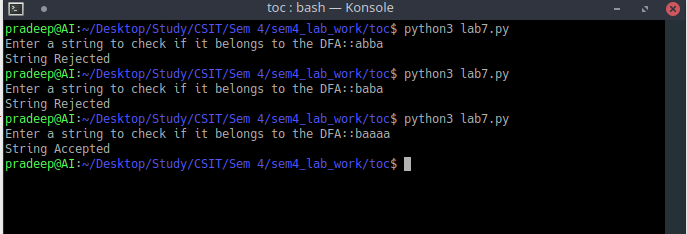 toc : bash — Konsole
pradeep@AI:~/Desktop/Study/CSIT/Sem 4/sem4_lab_work/toc$ python3 lab7.py
Enter a string to check if it belongs to the DFA::abba
String Rejected
pradeep@AI:~/Desktop/Study/CSIT/Sem 4/sem4_lab_work/toc$ python3 lab7.py
Enter a string to check if it belongs to the DFA::baba
String Rejected
pradeep@AI:~/Desktop/Study/CSIT/Sem 4/sem4_lab_work/toc$ python3 lab7.py
Enter a string to check if it belongs to the DFA::baaaa
String Accepted
pradeep@AI:~/Desktop/Study/CSIT/Sem 4/sem4_lab_work/toc$